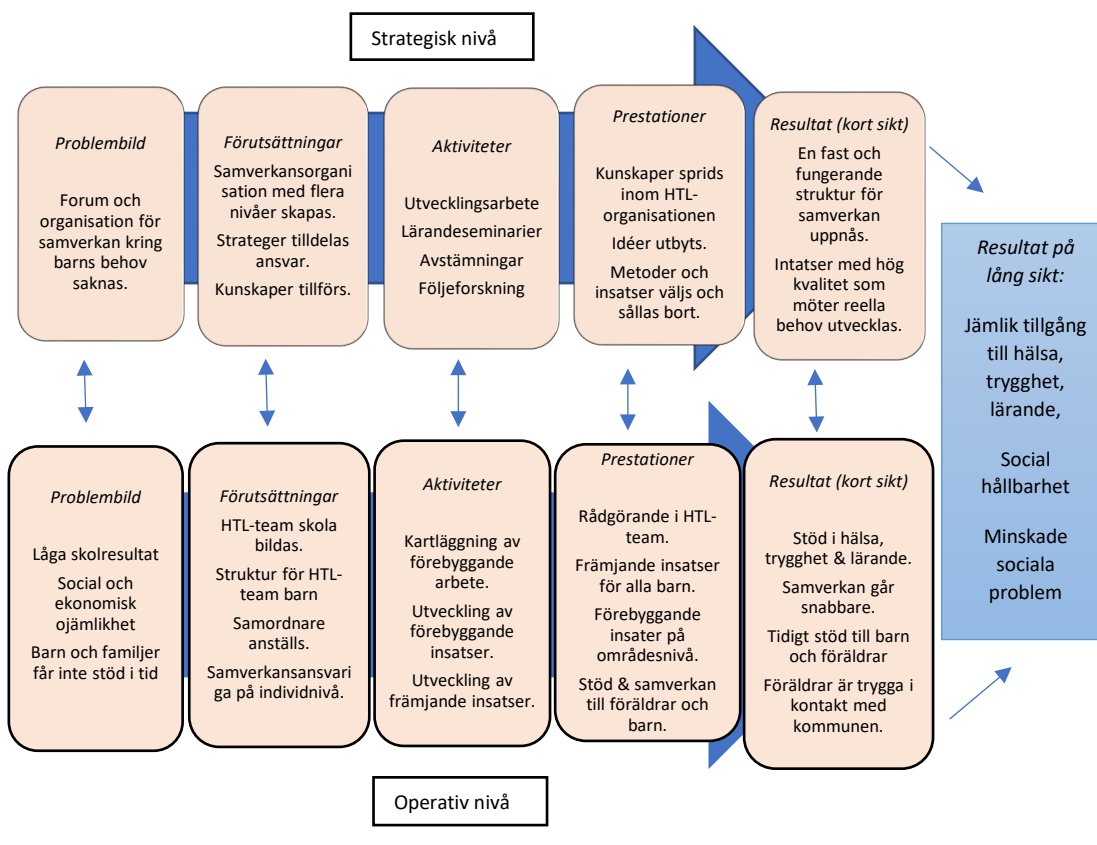 Strategisk nivå
Problembild
Forum och
organisation för
samverkan kring
barns behov
saknas.
Förutsättningar
Samverkansorgani
sation med flera
nivåer skapas.
Strateger tilldelas
ansvar.
Kunskaper tillförs.
Aktiviteter
Utvecklingsarbete
Lärandeseminarier
Avstämningar
Följeforskning
Prestationer
Kunskaper sprids
inom HTL-
organisationen
Idéer utbyts.
Metoder och
insatser väljs och
sållas bort.
Resultat (kort sikt)
En fast och
fungerande
struktur för
samverkan
uppnås.
Intatser med hög
kvalitet som
möter reella
behov utvecklas.
Resultat på
lång sikt:
Jämlik tillgång
till hälsa,
trygghet,
lärande,
Social
hållbarhet
Minskade
sociala
problem
Problembild
Låga skolresultat
Social och
ekonomisk
ojämlikhet
Barn och familjer
får inte stöd i tid
Förutsättningar
HTL-team skola
bildas.
Struktur för HTL-
team barn
Samordnare
anställs.
Samverkansansvari
ga på individnivå.
Aktiviteter
Kartläggning av
förebyggande
arbete.
Utveckling av
förebyggande
insatser.
Utveckling av
främjande insatser.
Prestationer
Rådgörande i HTL-
team.
Främjande insatser
för alla barn.
Förebyggande
insater på
områdesnivå.
Stöd & samverkan
till föräldrar och
barn.
Resultat (kort sikt)
Stöd i hälsa,
trygghet & lärande.
Samverkan går
snabbare.
Tidigt stöd till barn
och föräldrar
Föräldrar är trygga i
kontakt med
kommunen.
Operativ nivå